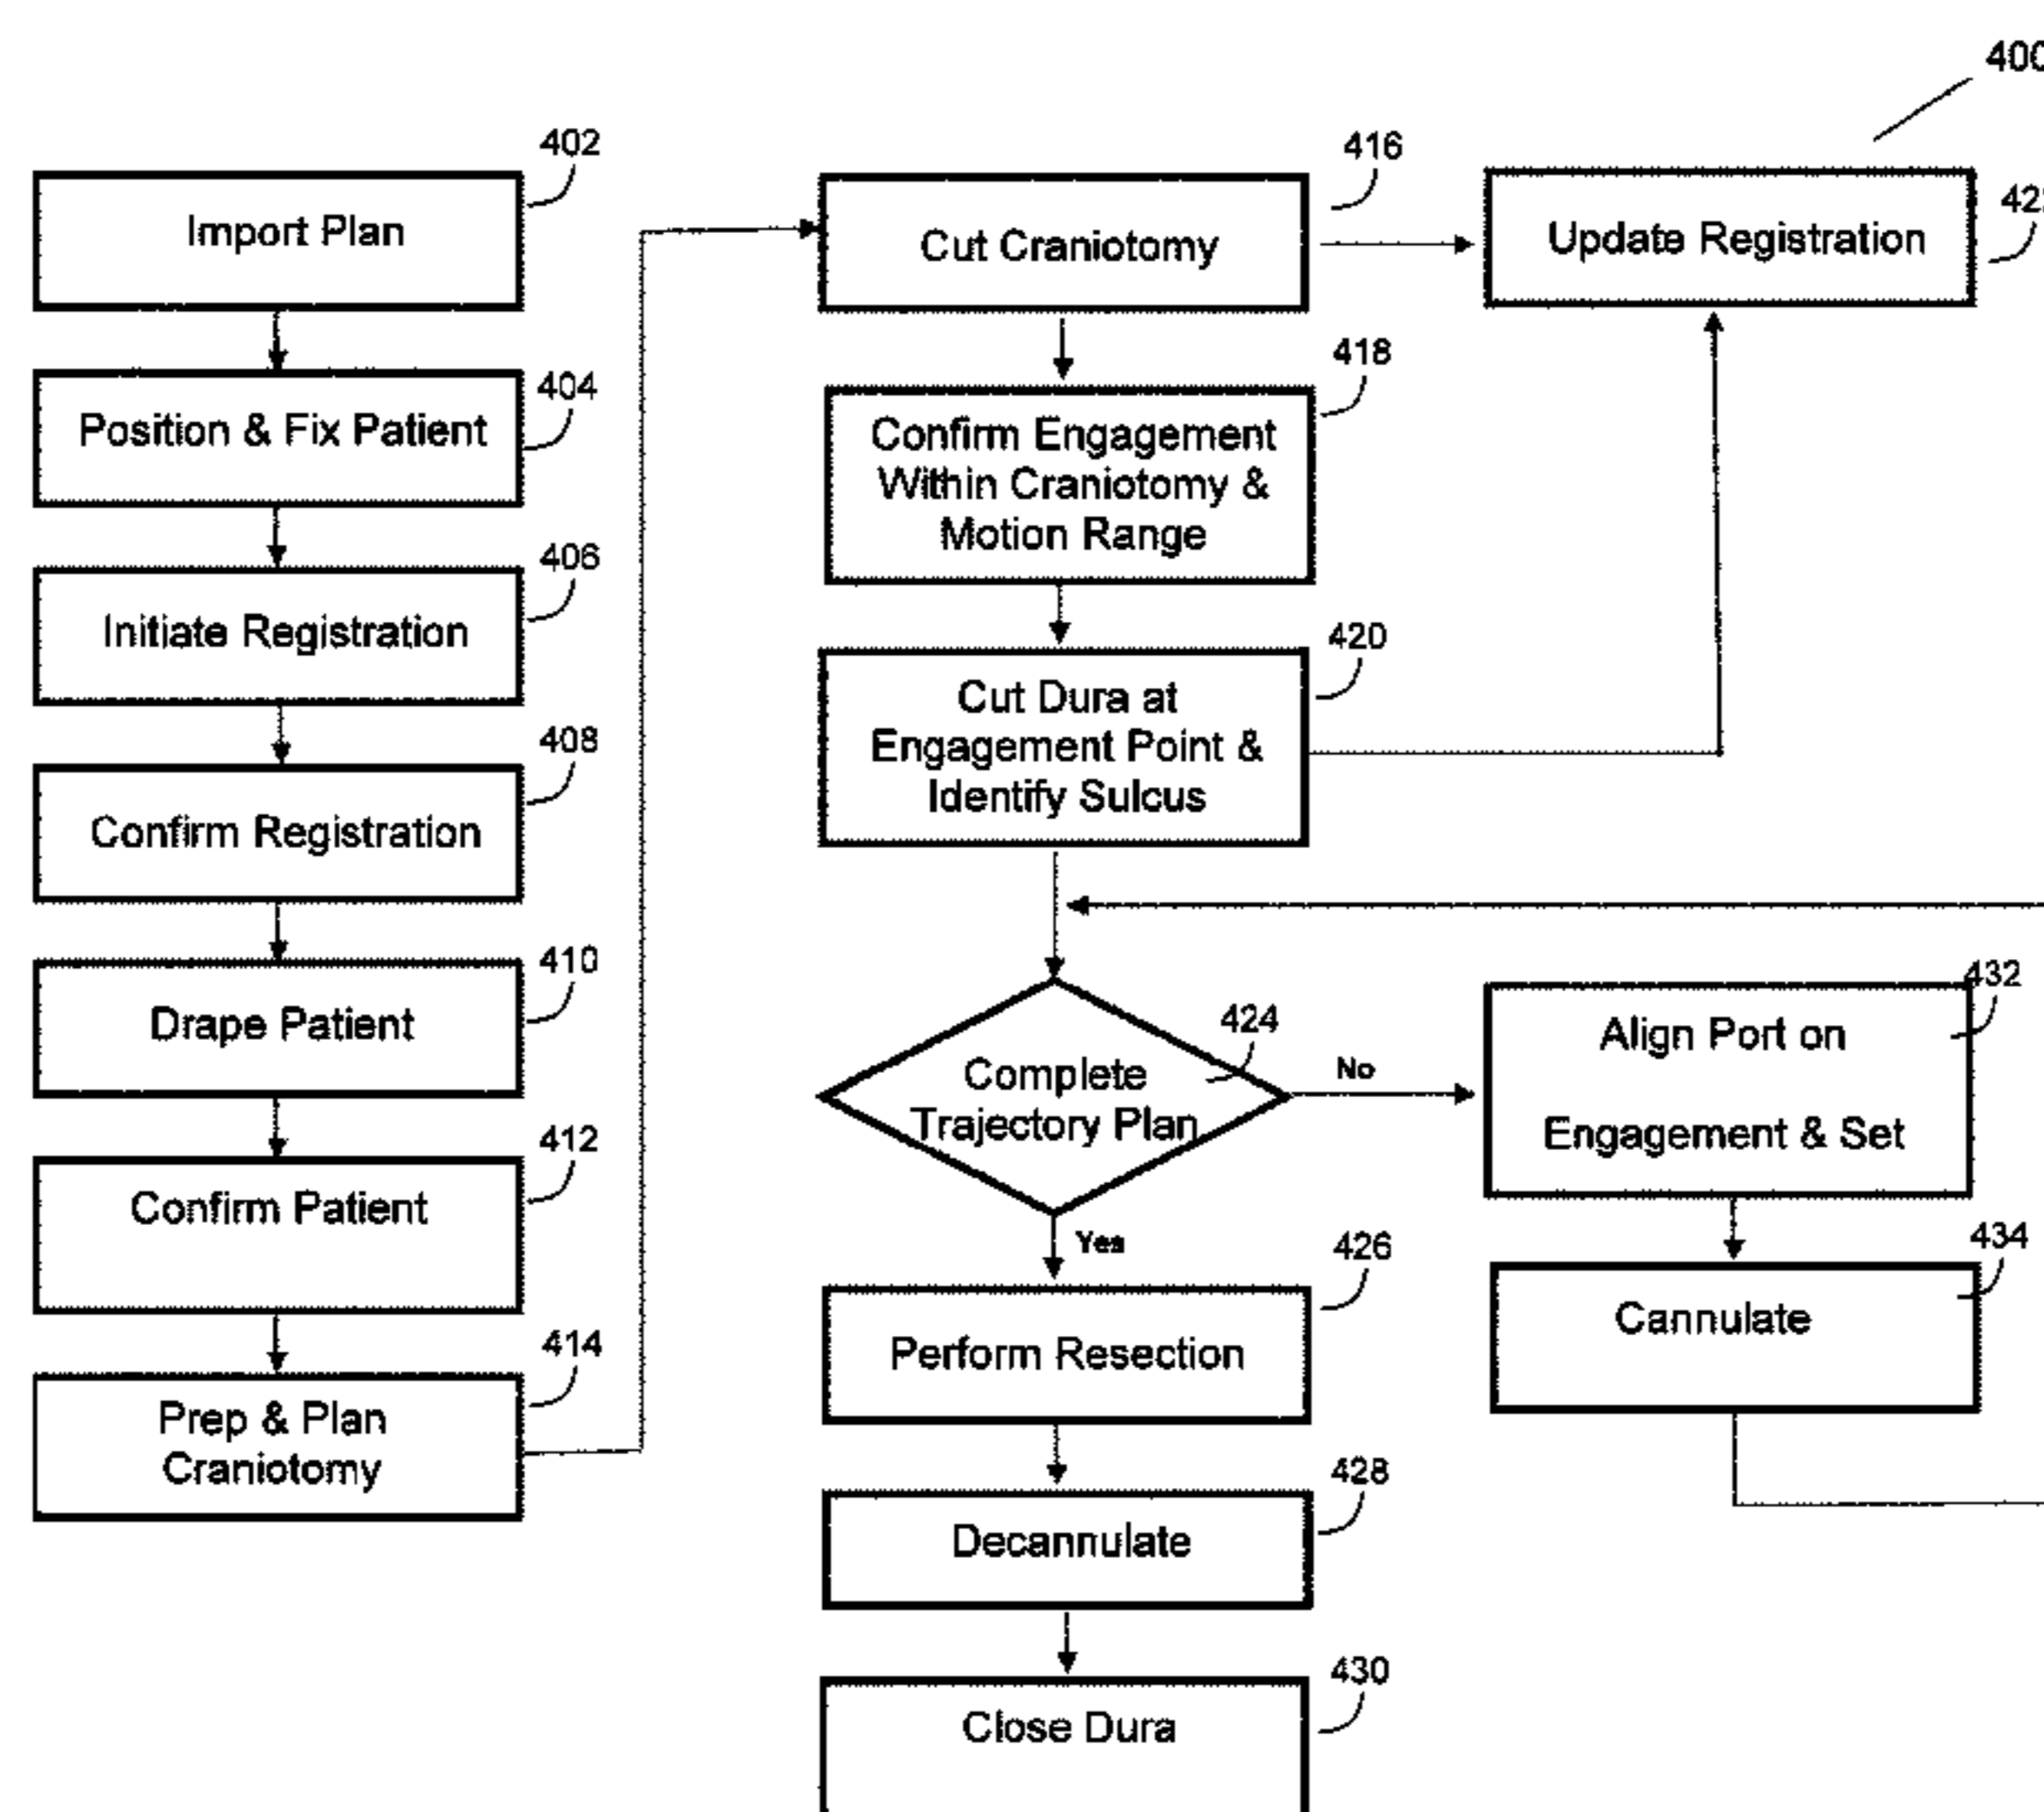 400
402
Import Plan
404
Position & Fix Patient
406
Initiate Registration
408
Confirm Registration
410
Drape Patient
412
Confirm Patient
414
Prep & Plan
Craniotomy
416
Cut Craniotomy
Update Registration
418
Confirm Engagement
Within Craniotomy &
Motion Range
420
Cut Dura at
Engagement Point &
Identify Sulcus
424
Complete
Trajectory Plan
No
Yes
432
Align Port on
Engagement & Set
434
Cannulate
426
Perform Resection
428
Decannulate
430
Close Dura